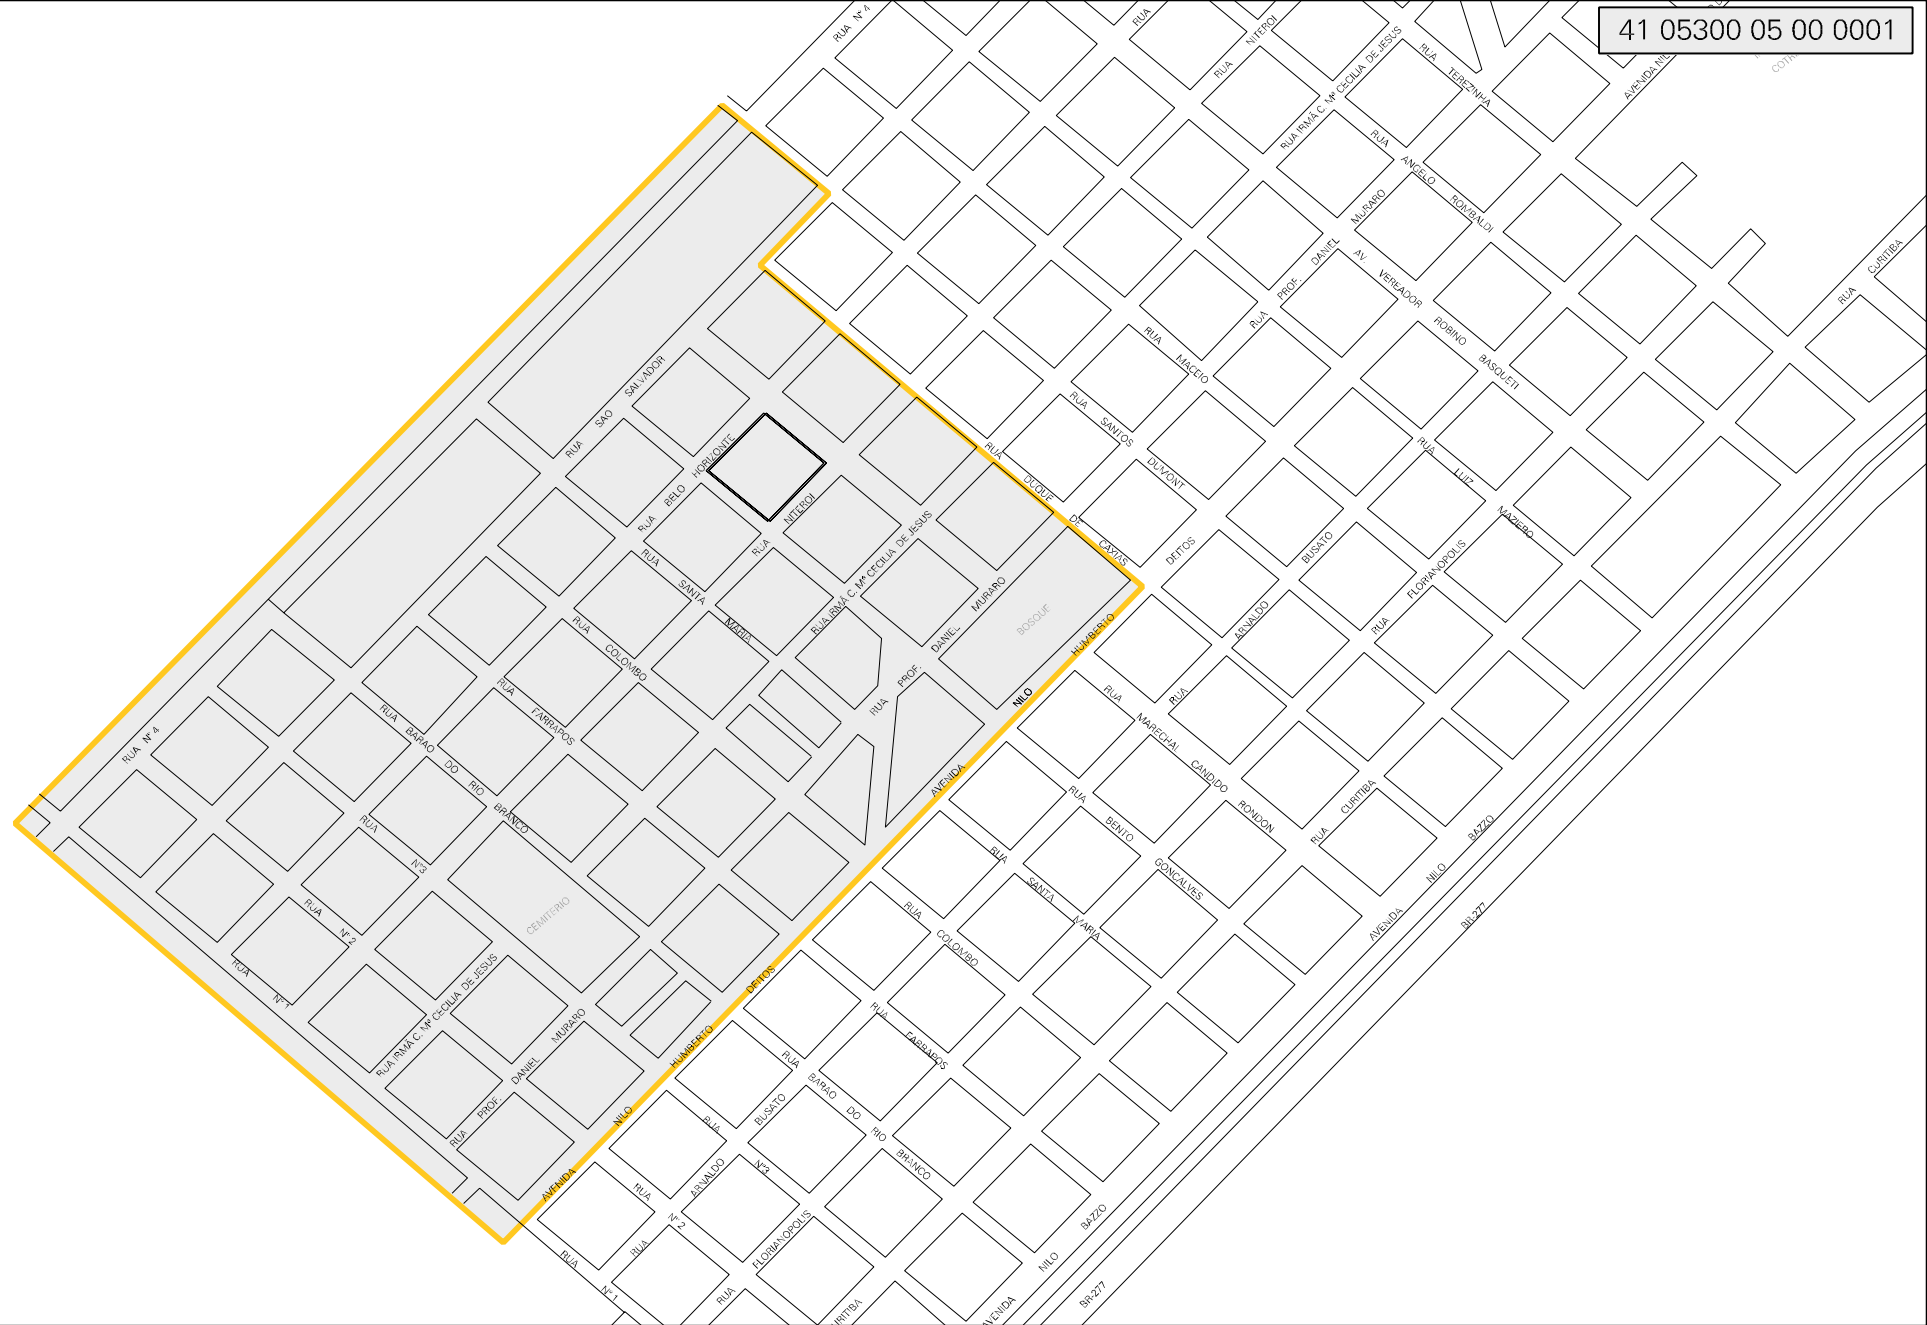 41 05300 05 00 0001
RUA Nº 4
RUA
NITEROI
RUA
RUA IRMÃ C. Mª CECILIA DE JESUS
RUA TEREZINHA
RUA ANGELO ROMBALDI
RUA PROF. DANIEL MURARO
AV. VEREADOR ROBINO BASQUETI
RUA CURITIBA
RUA MACEIO
RUA SANTOS DUMONT
RUA DUQUE DE CAXIAS
RUA LUIZ MAZIERO
RUA SAO SALVADOR
RUA BELO HORIZONTE
RUA NITEROI
RUA IRMÃ C. Mª CECILIA DE JESUS
RUA PROF. DANIEL MURARO
BOSQUE
RUA SANTA MARIA
RUA COLOMBO
RUA FARRAPOS
RUA BARAO DO RIO BRANCO
RUA Nº3
RUA Nº 2
RUA Nº 1
RUA Nº 4
CEMITERIO
RUA IRMÃ C. Mª CECILIA DE JESUS
RUA PROF. DANIEL MURARO
AVENIDA NILO HUMBERTO
DEITOS
AVENIDA NILO HUMBERTO DEITOS
RUA ARNALDO BUSATO
RUA FLORIANOPOLIS
RUA MARECHAL CANDIDO RONDON
RUA BENTO GONCALVES
RUA SANTA MARIA
RUA COLOMBO
RUA FARRAPOS
RUA BARAO DO RIO BRANCO
RUA Nº3
RUA Nº 2
RUA Nº 1
RUA ARNALDO BUSATO
RUA FLORIANOPOLIS
RUA CURITIBA
AVENIDA NILO BAZZO
BR-277
AVENIDA NILO BAZZO
BR-277